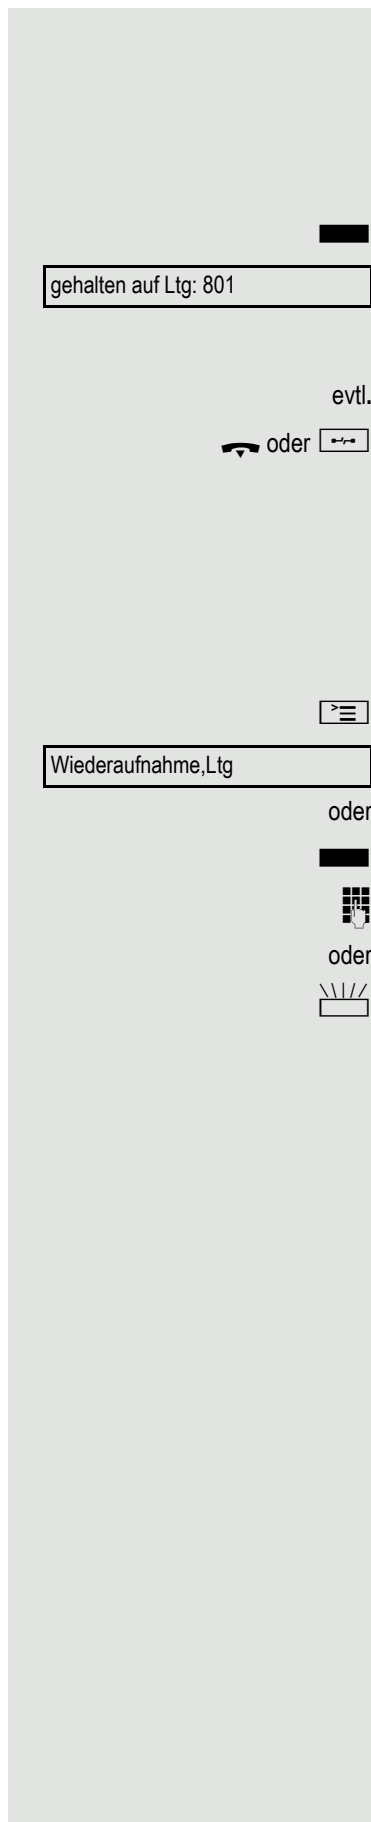 gehalten auf Ltg: 801
evtl.
oder
Wiederaufnahme,Ltg
oder
oder